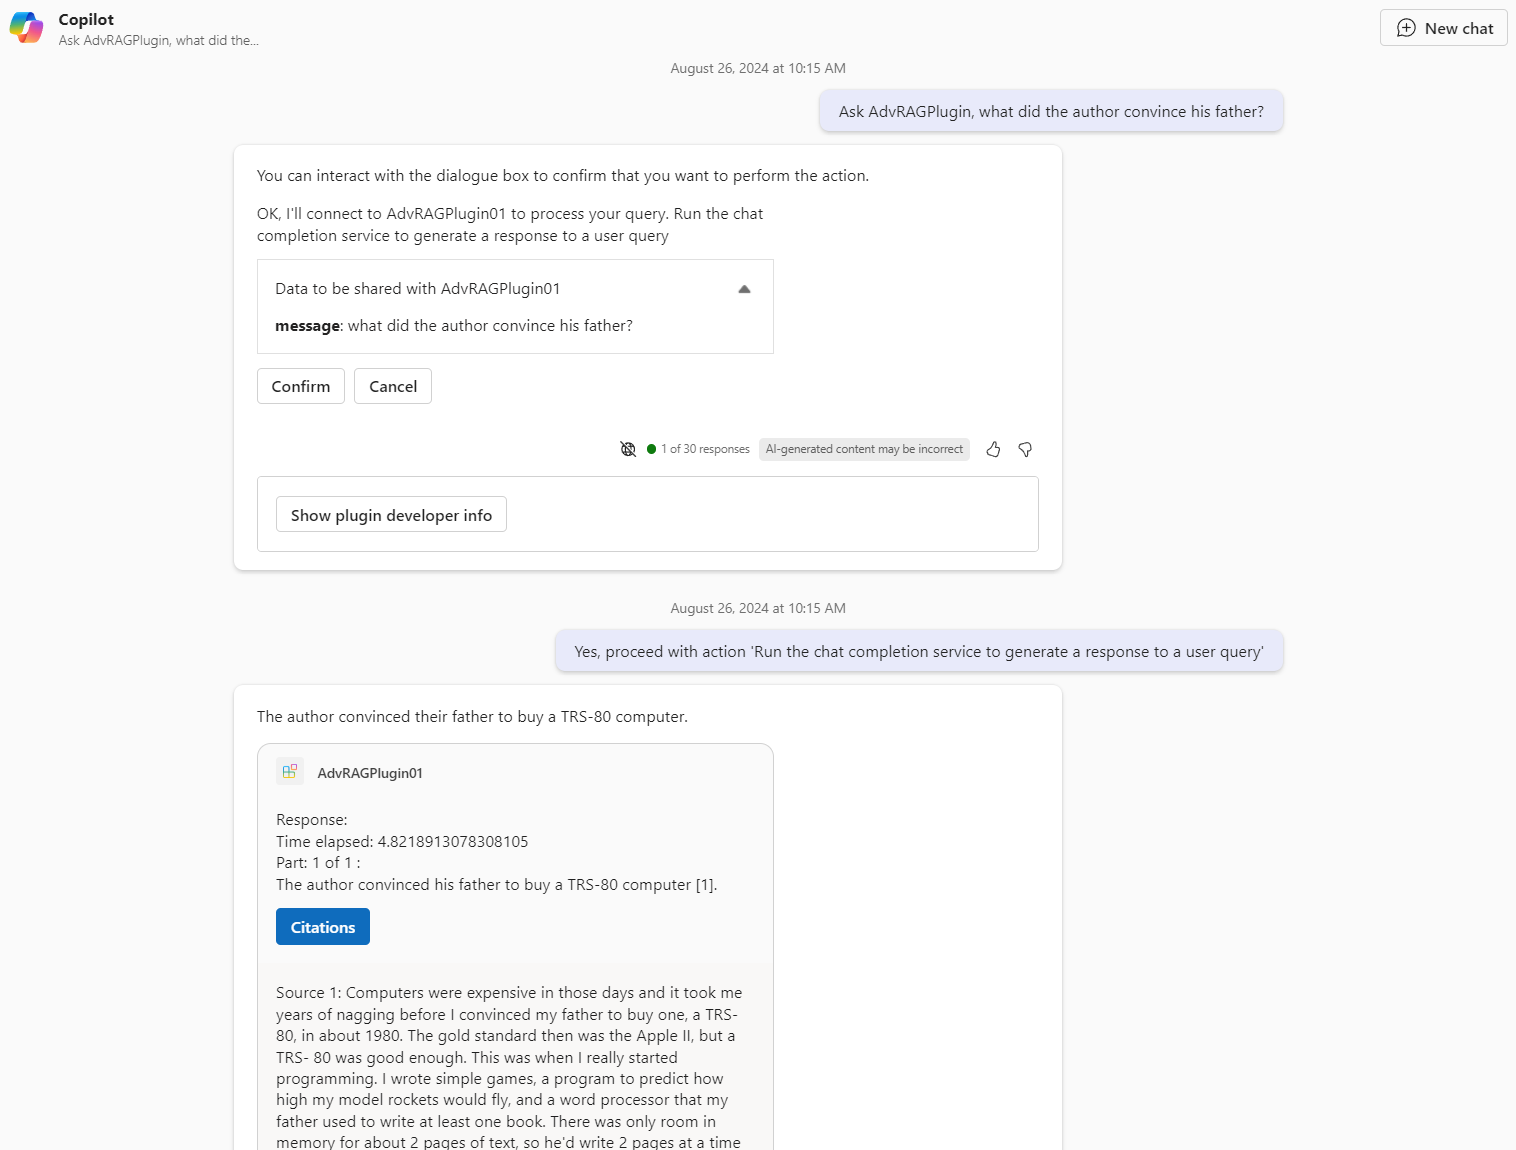 Copilot
Ask AdvRAGPlugin, what did the...
New chat
August 26, 2024 at 10:15 AM
Ask AdvRAGPlugin, what did the author convince his father?
You can interact with the dialogue box to confirm that you want to perform the action.
OK, I'll connect to AdvRAGPlugin01 to process your query. Run the chat
completion service to generate a response to a user query
Data to be shared with AdvRAGPlugin01
message: what did the author convince his father?
Confirm
Cancel
1 of 30 responses
AI-generated content may be incorrect
Show plugin developer info
August 26, 2024 at 10:15 AM
Yes, proceed with action 'Run the chat completion service to generate a response to a user query'
The author convinced their father to buy a TRS-80 computer.
AdvRAGPlugin01
Response:
Time elapsed: 4.8218913078308105
Part: 1 of 1 :
The author convinced his father to buy a TRS-80 computer [1].
Citations
Source 1: Computers were expensive in those days and it took me
years of nagging before I convinced my father to buy one, a TRS-
80, in about 1980. The gold standard then was the Apple II, but a
TRS- 80 was good enough. This was when I really started
programming. I wrote simple games, a program to predict how
high my model rockets would fly, and a word processor that my
father used to write at least one book. There was only room in
memory for about 2 pages of text, so he'd write 2 pages at a time